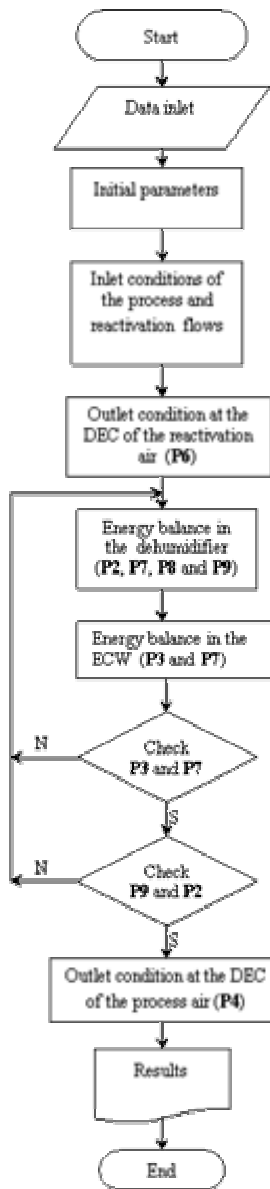 Start
Data inlet
Initial parameters
Inlet conditions of
the process and
reactivation flows
Outlet condition at the
DEC of the reactivation
air (P6)
Energy balance in
the dehumidifier
(P2, P7, P8 and P9)
Energy balance in the
ECW (P3 and P7)
Check
P3 and P7
N
S
Check
P9 and P2
N
S
Outlet condition at the DEC
of the process air (P4)
Results
End